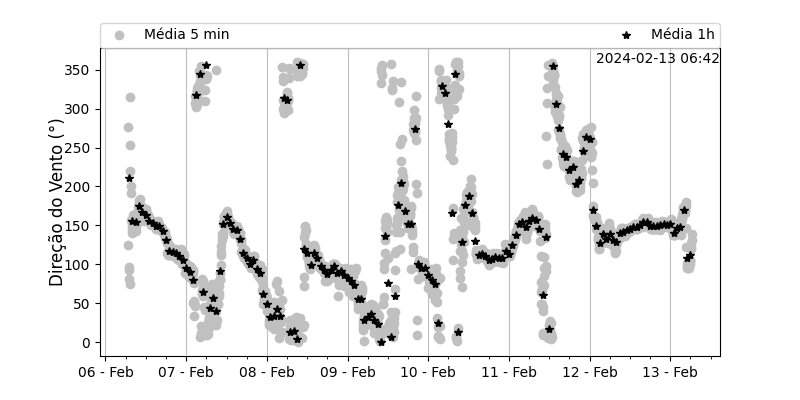 Média 5 min
Média 1h
2024-02-13 06:42
Direção do Vento (°)
350
300
250
200
150
100
50
0
06 - Feb
07 - Feb
08 - Feb
09 - Feb
10 - Feb
11 - Feb
12 - Feb
13 - Feb